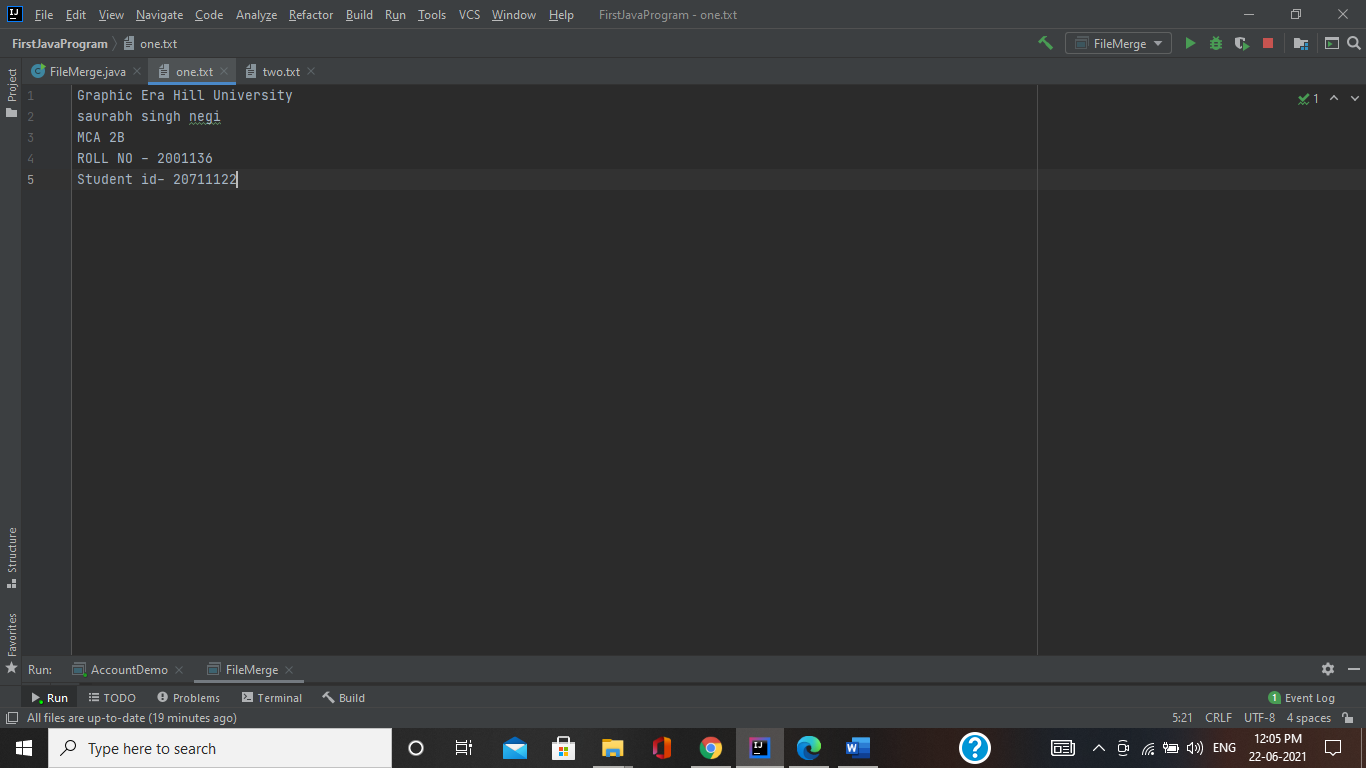 File Edit View Navigate Code Analyze Refactor Build Run Tools VCS Window Help FirstJavaProgram - one.txt
FirstJavaProgram one.txt FileMerge
Project
FileMerge.java one.txt two.txt
1 Graphic Era Hill University 1
2 saurabh singh negi
3 MCA 2B
4 ROLL NO - 2001136
5 Student id- 20711122
Structure
Favorites
Run: AccountDemo FileMerge
Run TODO Problems Terminal Build 1 Event Log
All files are up-to-date (19 minutes ago) 5:21 CRLF UTF-8 4 spaces
Type here to search ENG 12:05 PM
22-06-2021